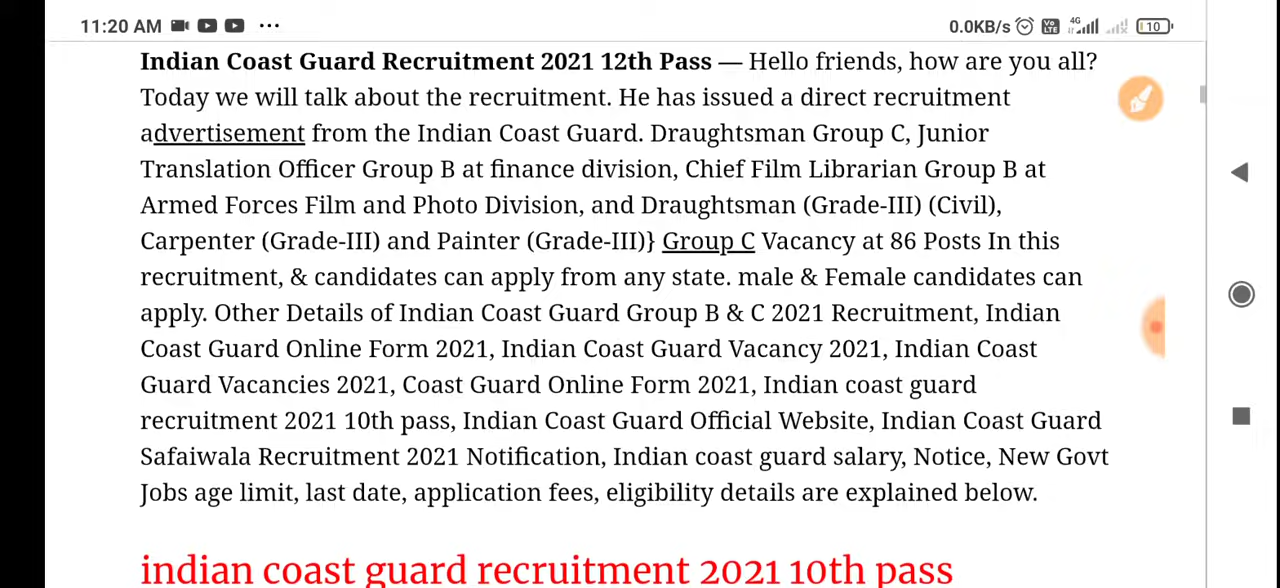 11:20 AM ... 0.0KB/s Vo LTE 4G 10
Indian Coast Guard Recruitment 2021 12th Pass — Hello friends, how are you all?
Today we will talk about the recruitment. He has issued a direct recruitment
advertisement from the Indian Coast Guard. Draughtsman Group C, Junior
Translation Officer Group B at finance division, Chief Film Librarian Group B at
Armed Forces Film and Photo Division, and Draughtsman (Grade-III) (Civil),
Carpenter (Grade-III) and Painter (Grade-III)} Group C Vacancy at 86 Posts In this
recruitment, & candidates can apply from any state. male & Female candidates can
apply. Other Details of Indian Coast Guard Group B & C 2021 Recruitment, Indian
Coast Guard Online Form 2021, Indian Coast Guard Vacancy 2021, Indian Coast
Guard Vacancies 2021, Coast Guard Online Form 2021, Indian coast guard
recruitment 2021 10th pass, Indian Coast Guard Official Website, Indian Coast Guard
Safaiwala Recruitment 2021 Notification, Indian coast guard salary, Notice, New Govt
Jobs age limit, last date, application fees, eligibility details are explained below.
indian coast guard recruitment 2021 10th pass